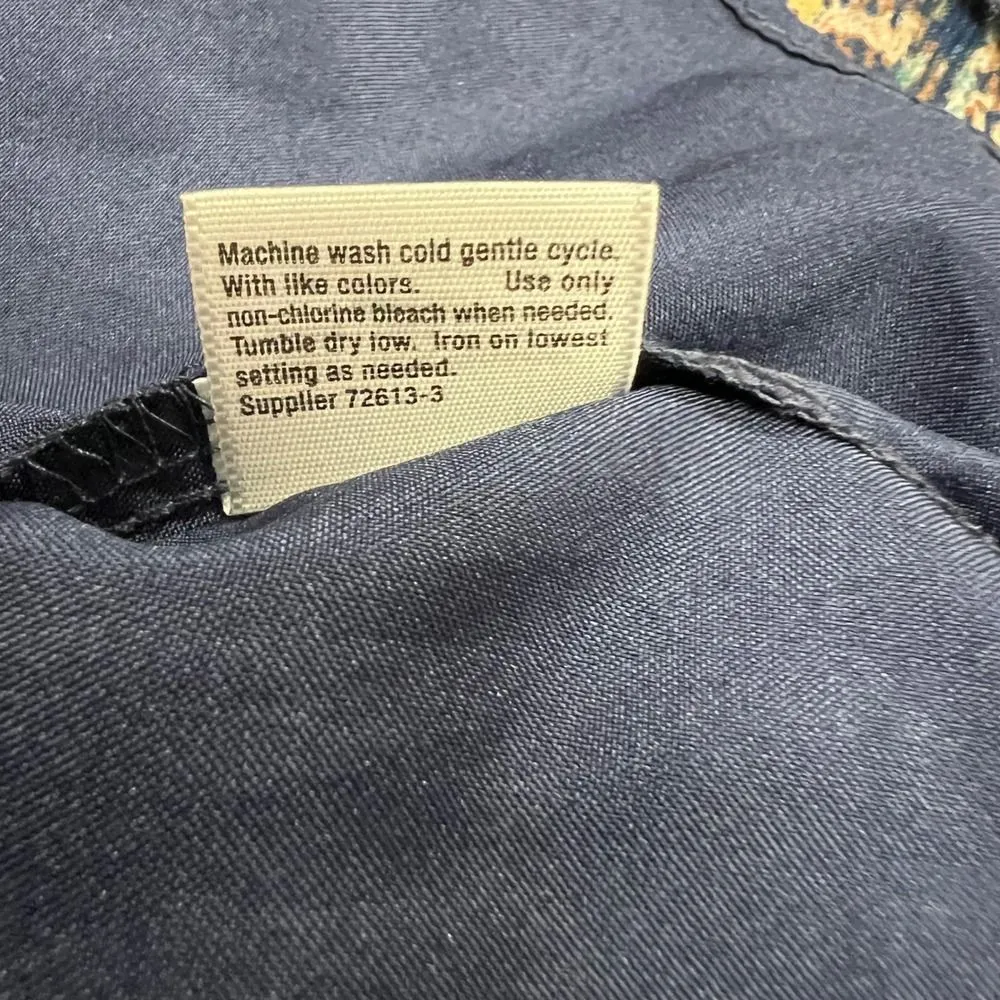 Machine wash cold gentle cycle.
With like colors. Use only
non-chlorine bleach when needed.
Tumble dry low. Iron on lowest
setting as needed.
Supplier 72613-3